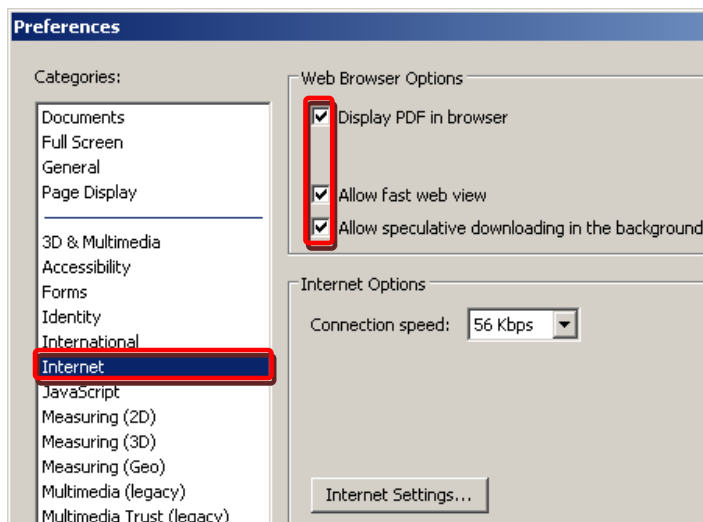 Preferences
Categories:
Documents
Full Screen
General
Page Display
3D & Multimedia
Accessibility
Forms
Identity
International
Internet
JavaScript
Measuring (2D)
Measuring (3D)
Measuring (Geo)
Multimedia (legacy)
Multimedia Trust (legacy)
Web Browser Options
Display PDF in browser
Allow fast web view
Allow speculative downloading in the background
Internet Options
Connection speed: 56 Kbps
Internet Settings...